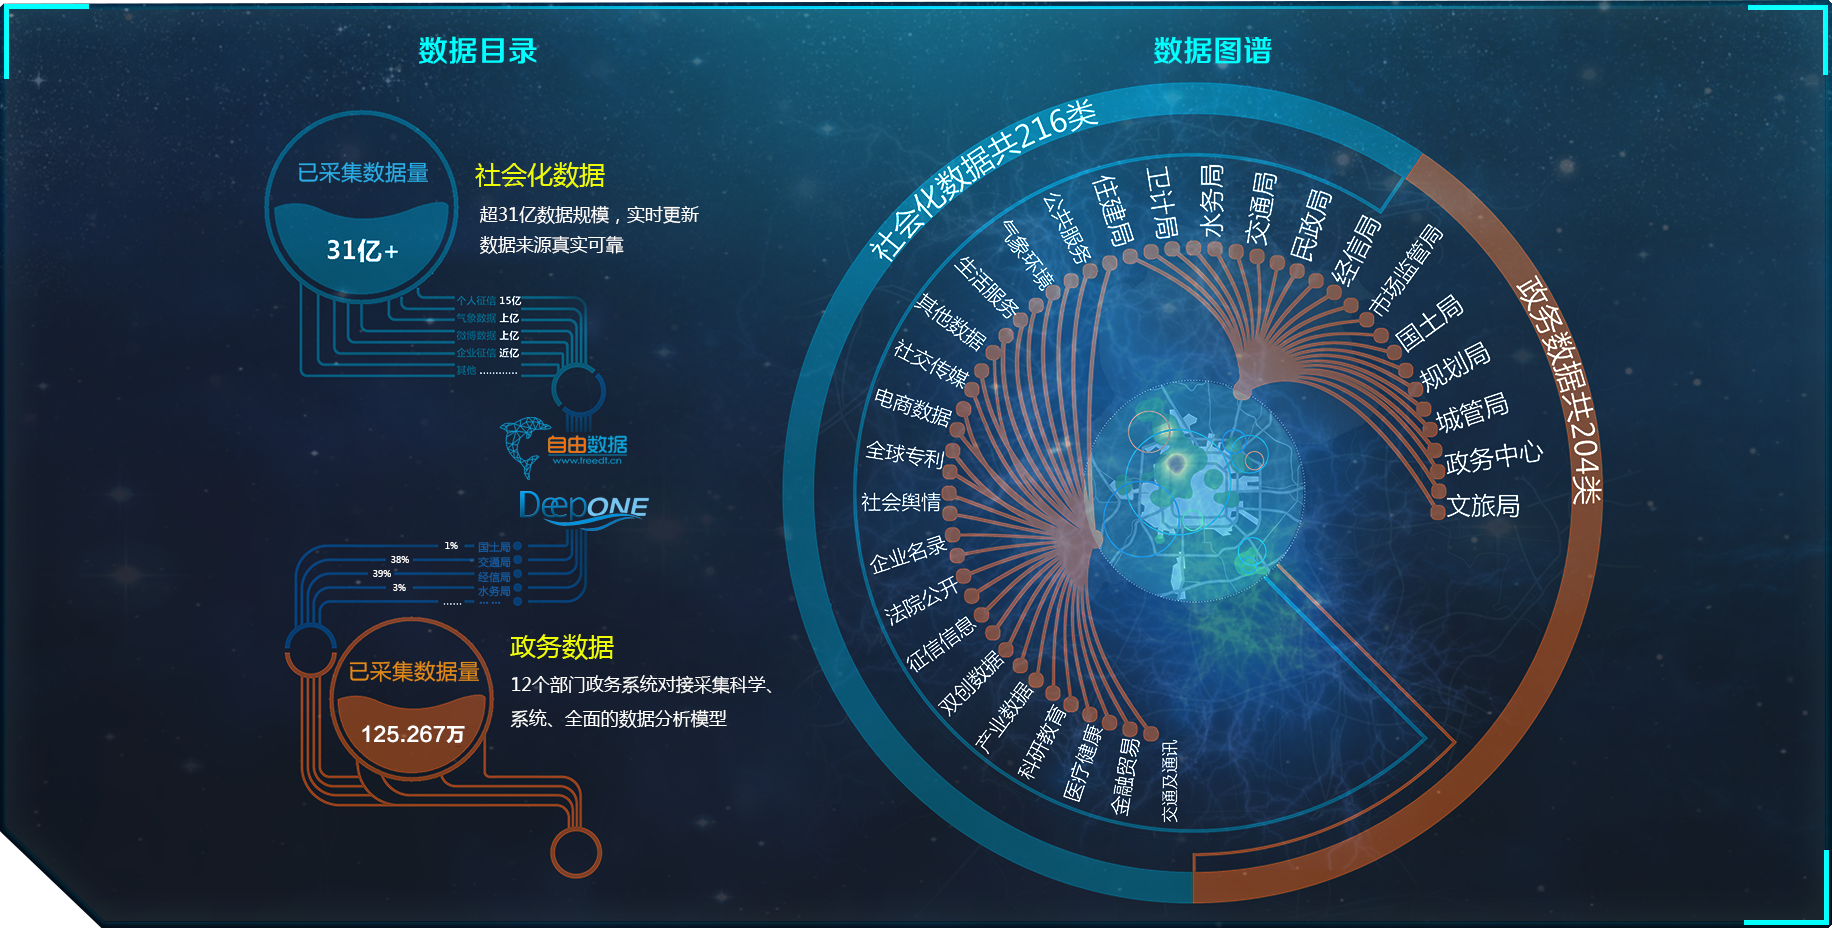 数据目录
已采集数据量
31亿+
社会化数据
超31亿数据规模，实时更新
数据来源真实可靠
个人征信 15亿
气象数据 上亿
微博数据 上亿
企业征信 近亿
其他 …………
自由数据
www.freedt.cn
DeepONE
1% 国土局
38% 交通局
39% 经信局
3% 水务局
…… ……
已采集数据量
125.267万
政务数据
12个部门政务系统对接采集科学、
系统、全面的数据分析模型
数据图谱
社会化数据共216类
政务数据共204类
公共服务
气象环境
生活服务
其他数据
社交传媒
电商数据
全球专利
社会舆情
企业名录
法院公开
征信信息
双创数据
产业数据
科研教育
医疗健康
金融贸易
交通及通讯
住建局
卫计局
水务局
交通局
民政局
经信局
市场监管局
国土局
规划局
城管局
政务中心
文旅局